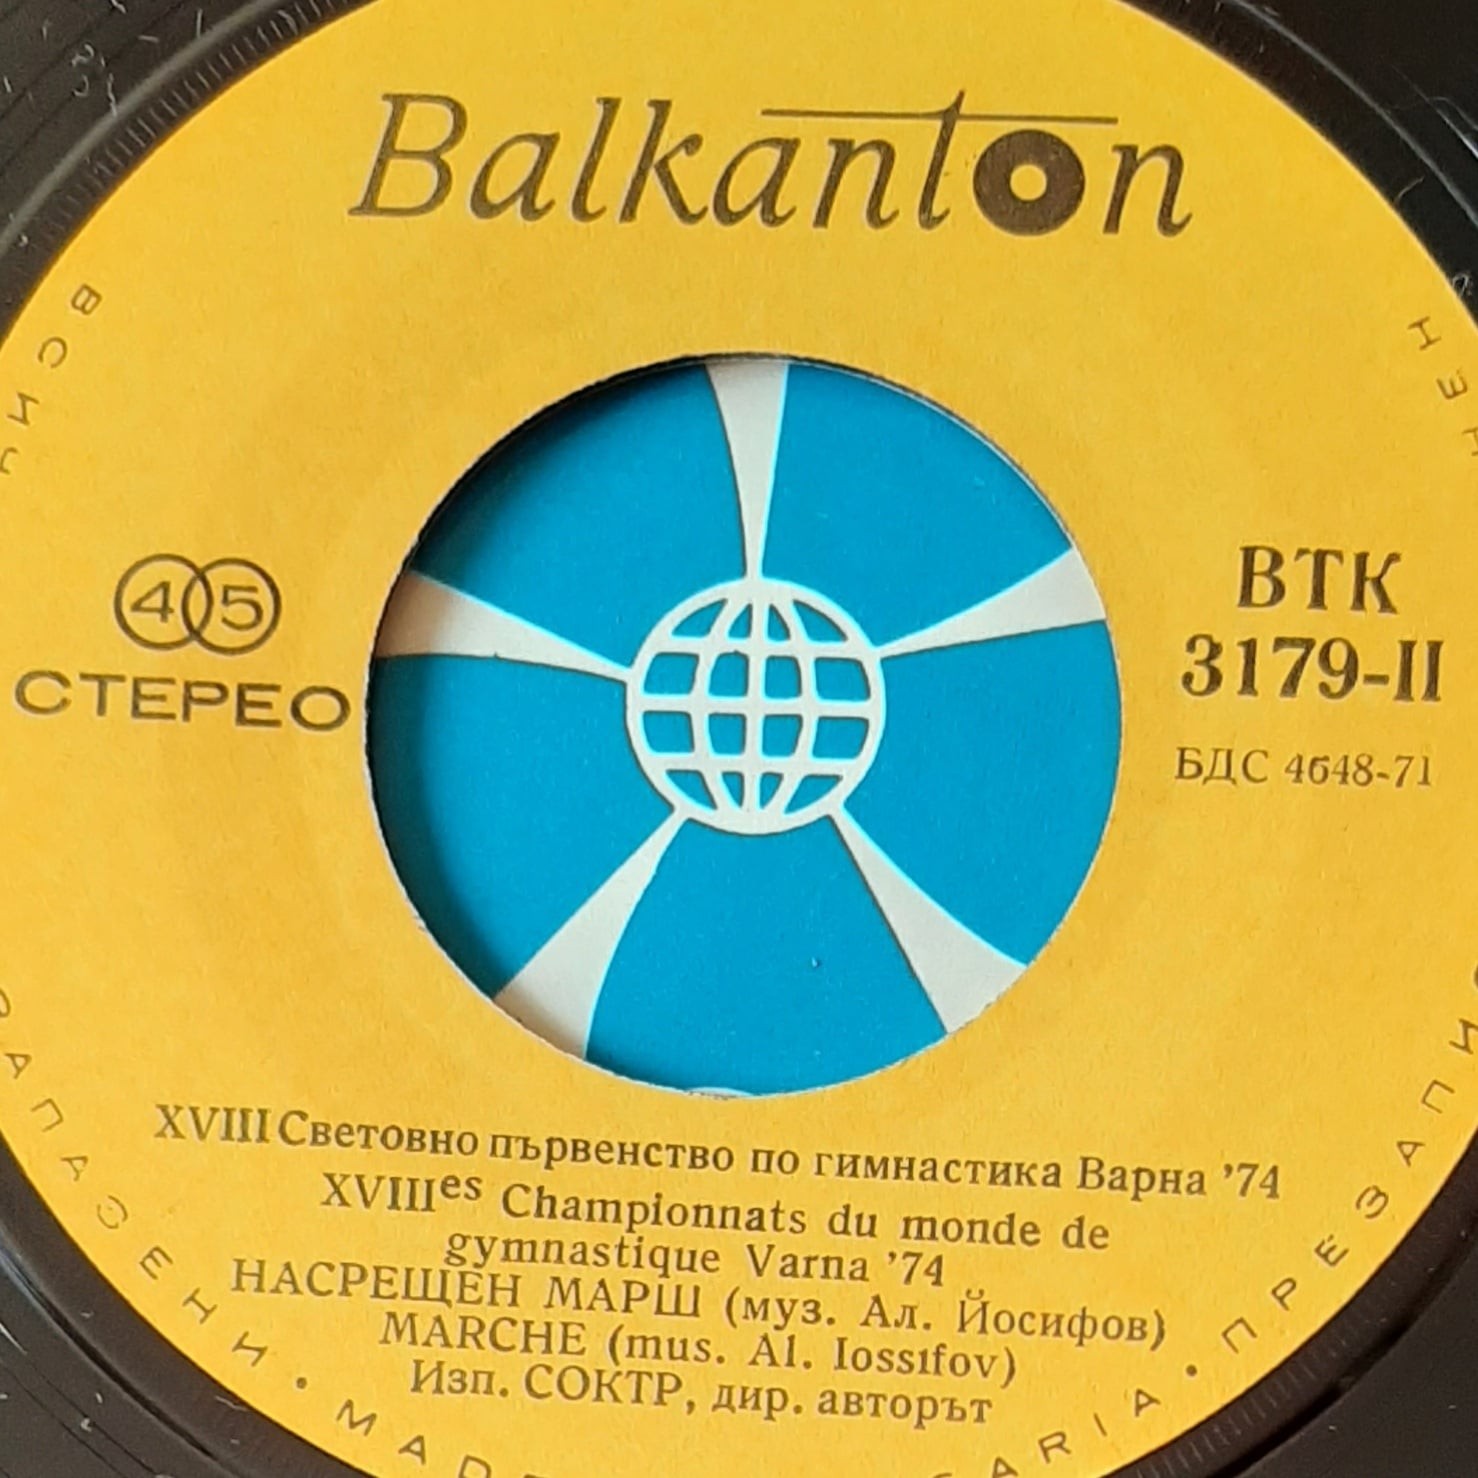 Balkanton
45
СТЕРЕО
ВТК
3179-II
БДС 4648-71
XVIII Световно първенство по гимнастика Варна ’74
XVIIIes Championnats du monde de
gymnastique Varna ’74
НАСРЕЩЕН МАРШ (муз. Ал. Йосифов)
MARCHE (mus. Al. Iossifov)
Изп. СОКТР, дир. авторът